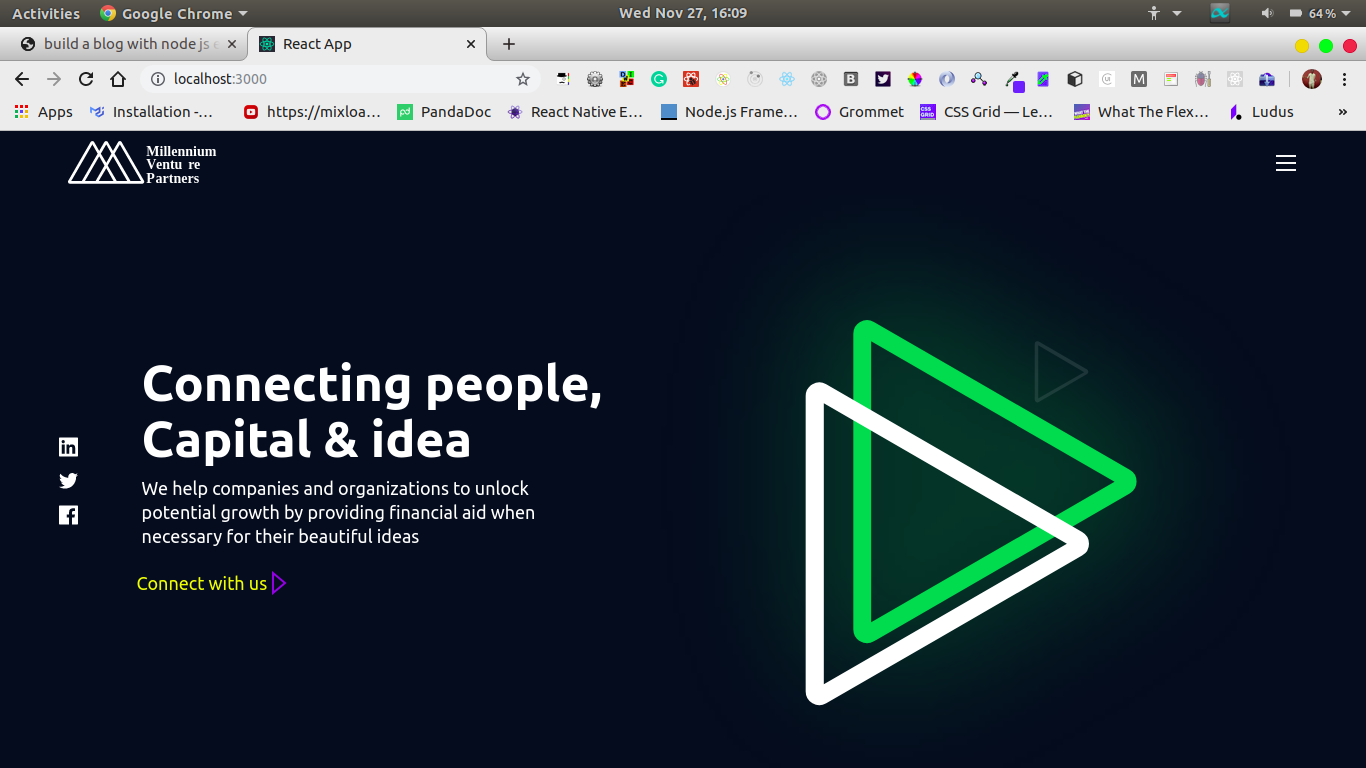 Activities Google Chrome Wed Nov 27, 16:09 64 %
build a blog with node js e React App
localhost:3000
Apps Installation -... https://mixloa... PandaDoc React Native E... Node.js Frame... Grommet CSS Grid — Le... What The Flex... Ludus »
Millennium
Ventu re
Partners
Connecting people,
Capital & idea
We help companies and organizations to unlock
potential growth by providing financial aid when
necessary for their beautiful ideas
Connect with us